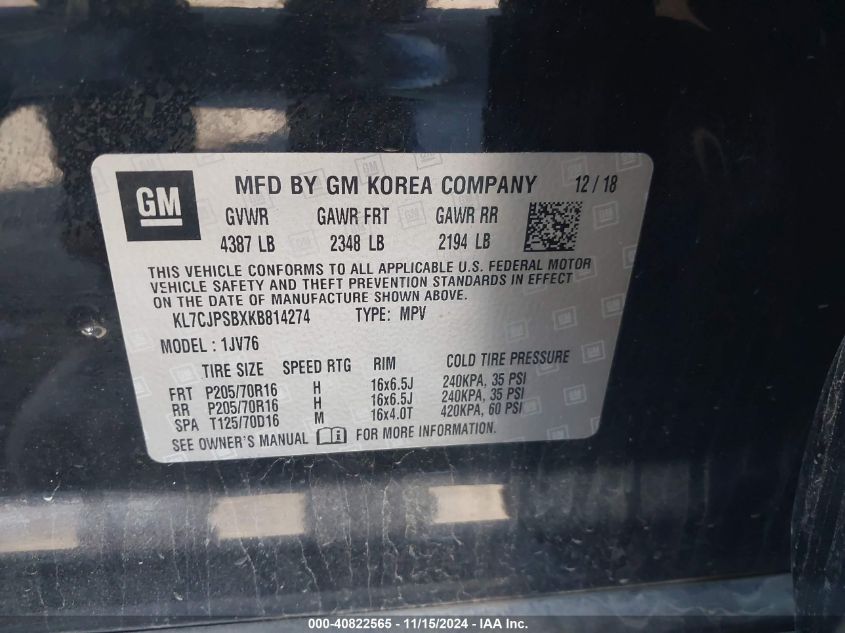 GM
MFD BY GM KOREA COMPANY 12/18
GVWR GAWR FRT GAWR RR
4387 LB 2348 LB 2194 LB
THIS VEHICLE CONFORMS TO ALL APPLICABLE U.S. FEDERAL MOTOR
VEHICLE SAFETY AND THEFT PREVENTION STANDARDS IN EFFECT
ON THE DATE OF MANUFACTURE SHOWN ABOVE.
KL7CJPSBXKB814274 TYPE: MPV
MODEL : 1JV76
TIRE SIZE SPEED RTG RIM COLD TIRE PRESSURE
FRT P205/70R16 H 16x6.5J 240KPA, 35 PSI
RR P205/70R16 H 16x6.5J 240KPA, 35 PSI
SPA T125/70D16 M 16x4.0T 420KPA, 60 PSI
SEE OWNER'S MANUAL FOR MORE INFORMATION.
000-40822565 - 11/15/2024 - IAA Inc.